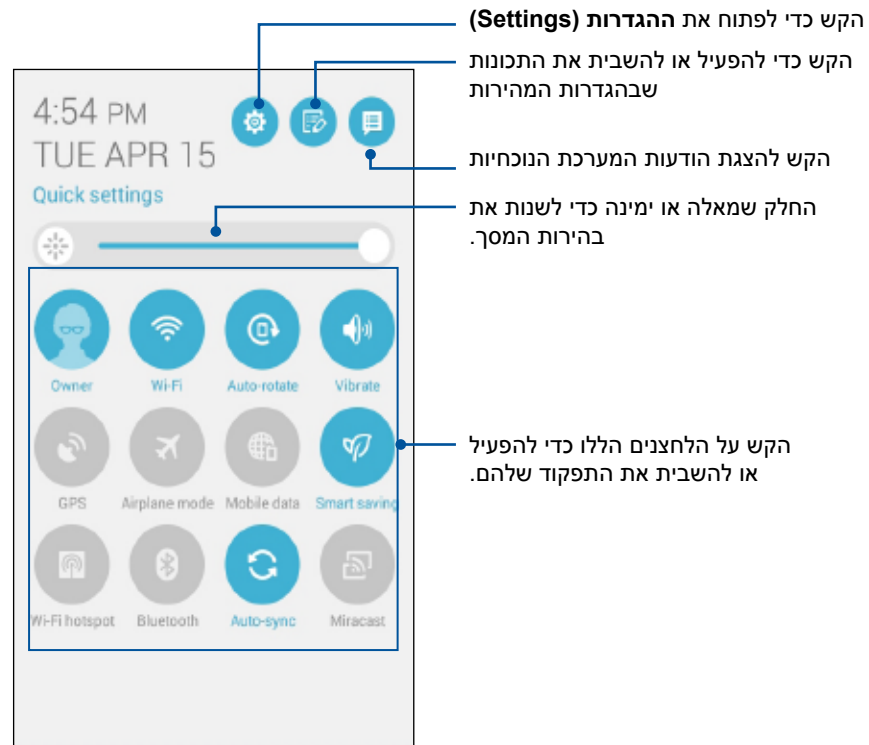 הקש כדי לפתוח את ההגדרות (Settings)
הקש כדי להפעיל או להשבית את התכונות
שבהגדרות המהירות
הקש להצגת הודעות המערכת הנוכחיות
החלק שמאלה או ימינה כדי לשנות את
בהירות המסך.
הקש על הלחצנים הללו כדי להפעיל
או להשבית את התפקוד שלהם.
4:54 PM
TUE APR 15
Quick settings
Owner Wi-Fi Auto-rotate Vibrate
GPS Airplane mode Mobile data Smart saving
Wi-Fi hotspot Bluetooth Auto-sync Miracast